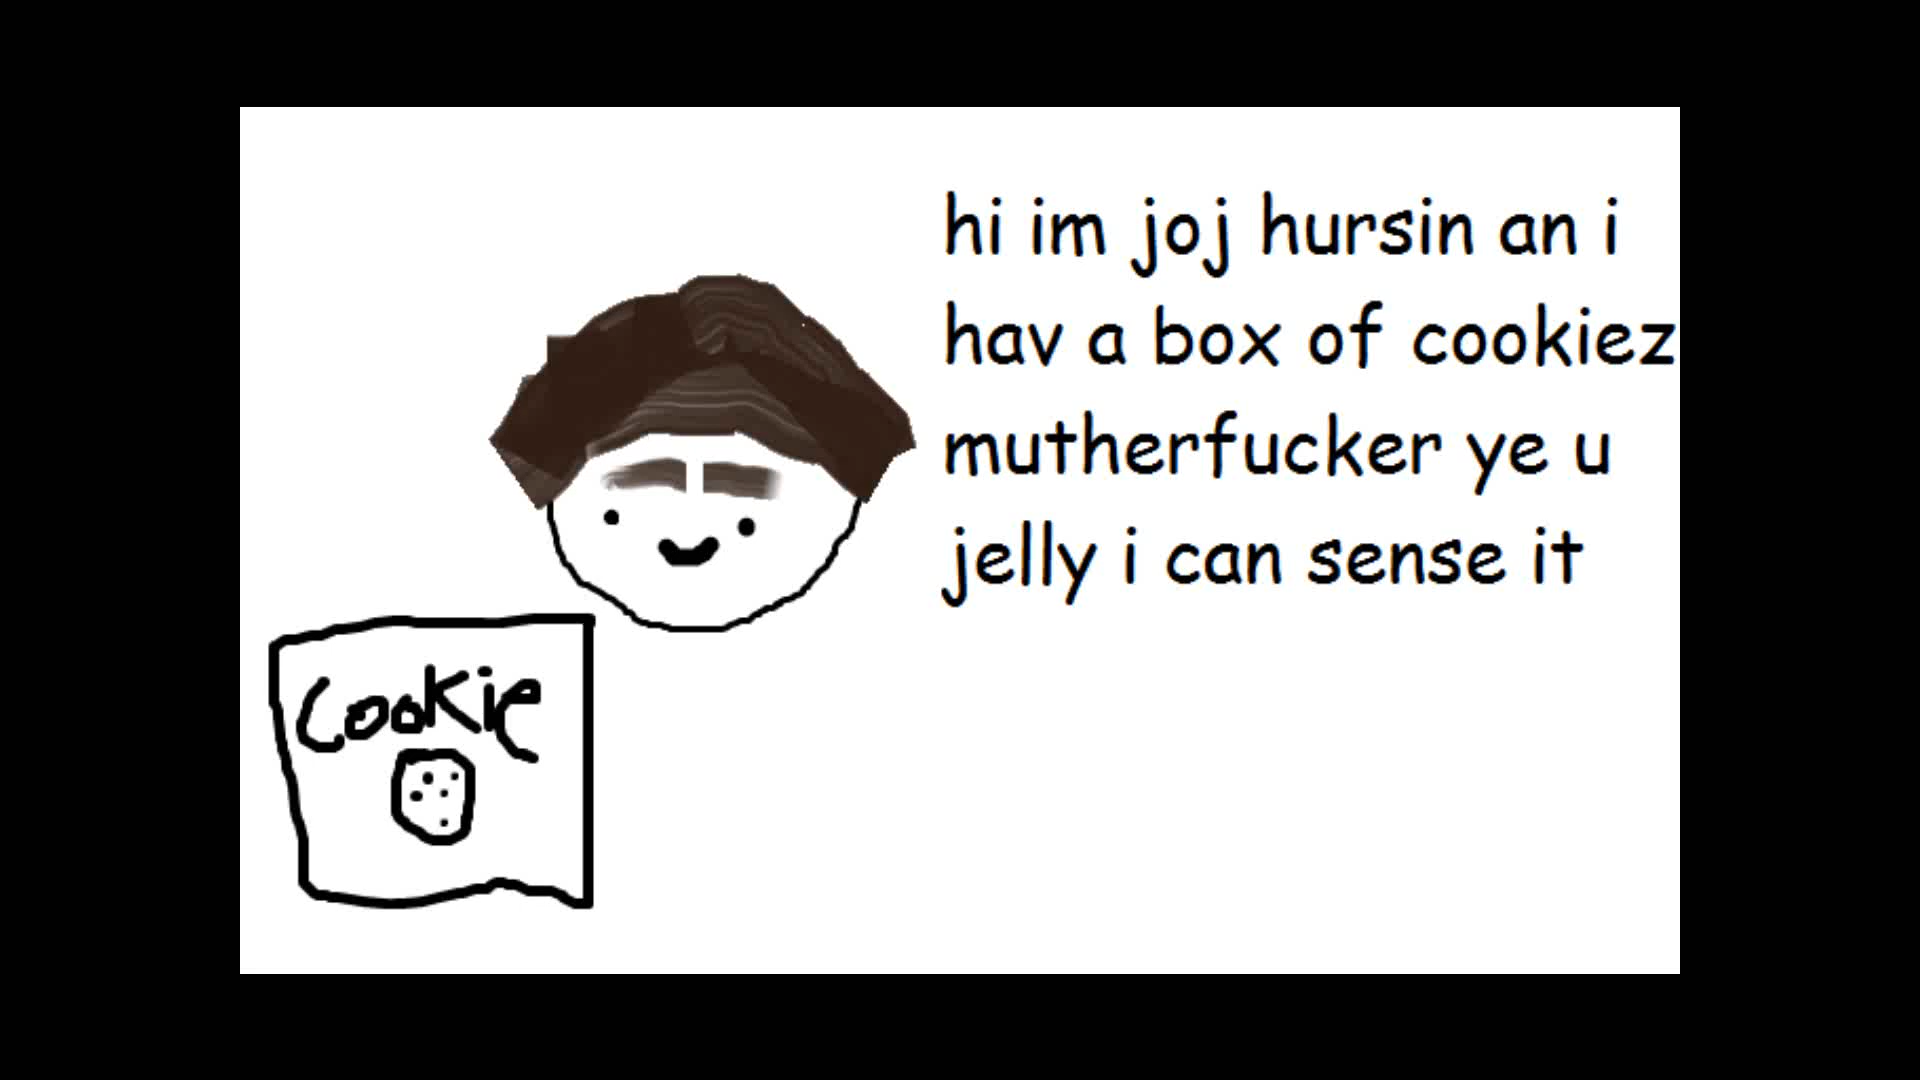 hi im joj hursin an i
hav a box of cookiez
mutherfucker ye u
jelly i can sense it
Cookie